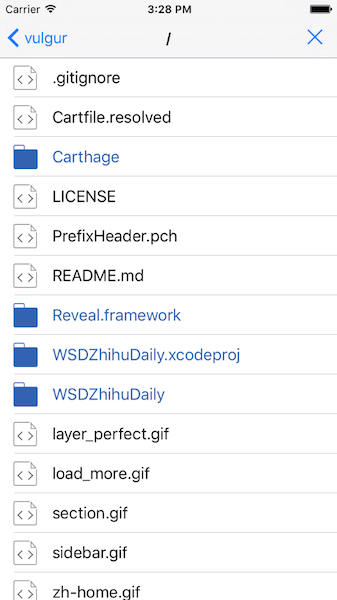 Carrier 3:28 PM
vulgur / 
.gitignore
Cartfile.resolved
Carthage
LICENSE
PrefixHeader.pch
README.md
Reveal.framework
WSDZhihuDaily.xcodeproj
WSDZhihuDaily
layer_perfect.gif
load_more.gif
section.gif
sidebar.gif
zh-home.gif